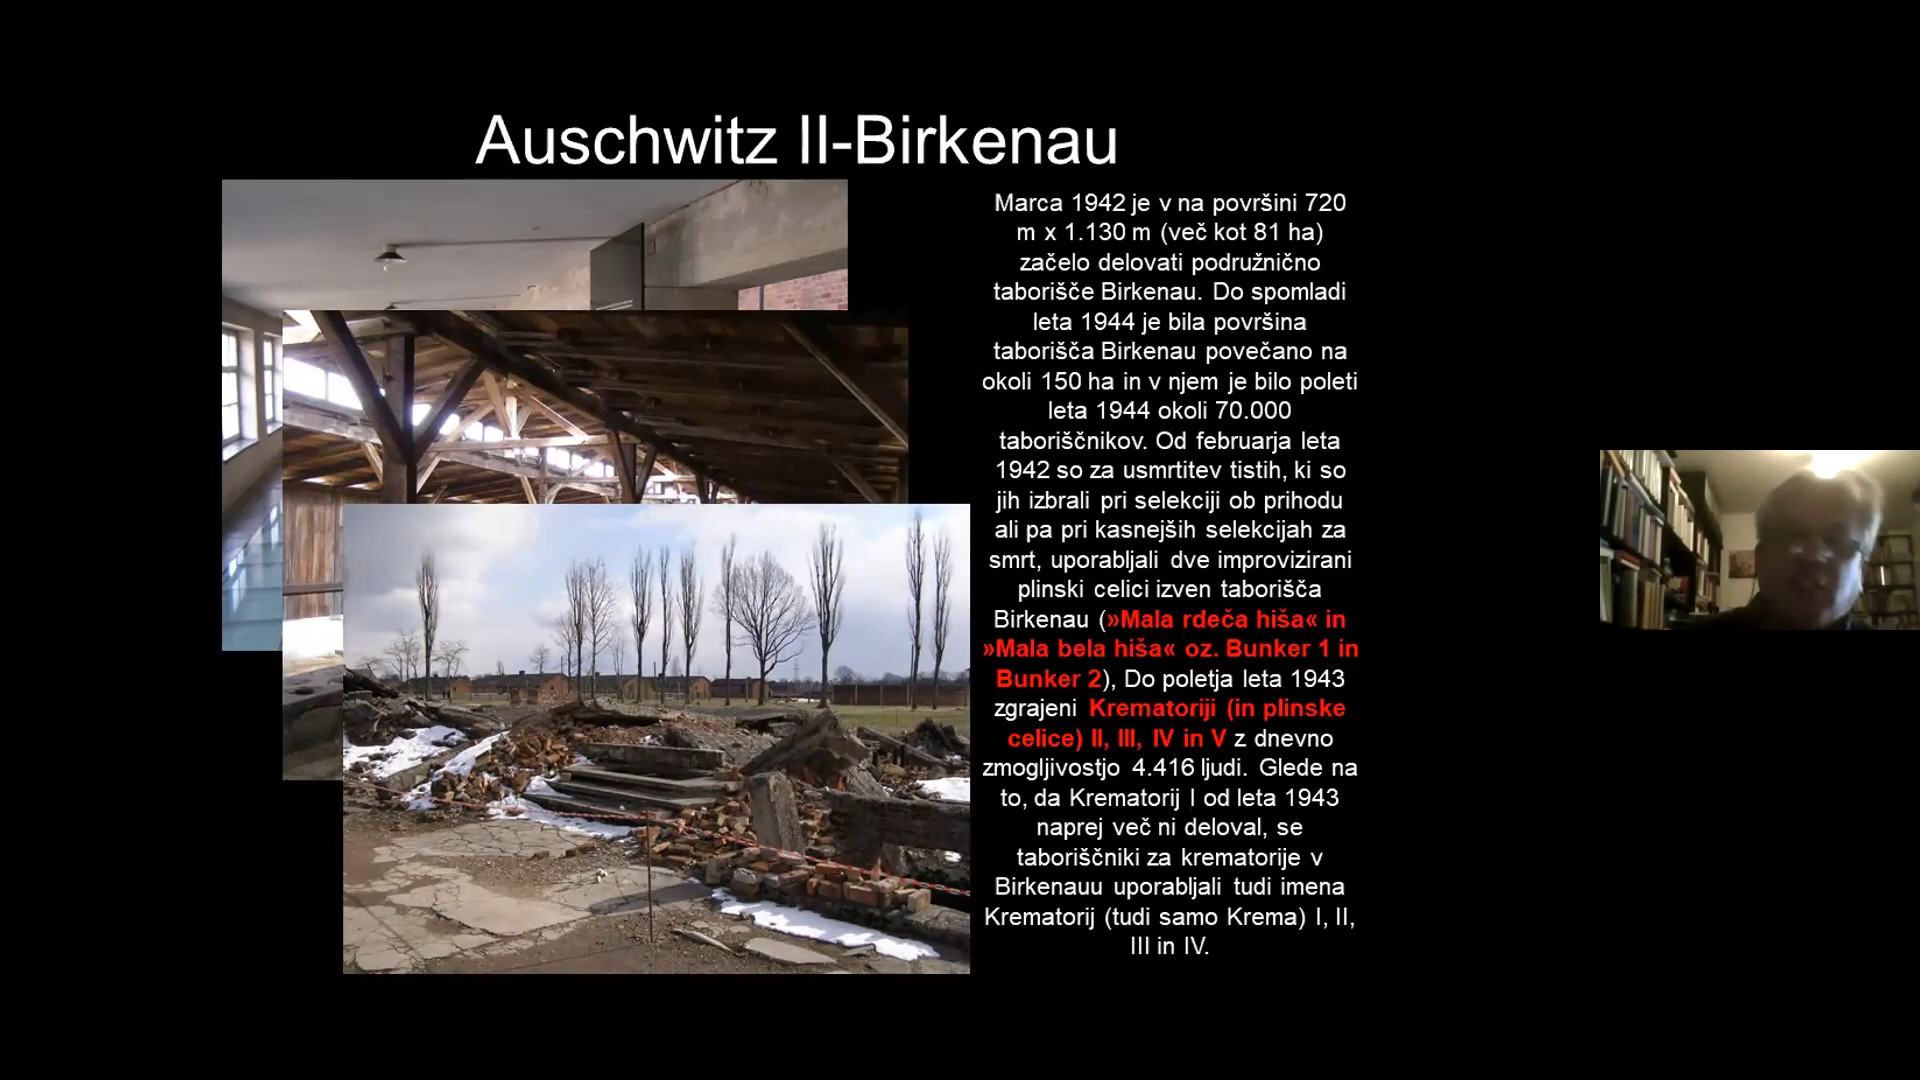 Auschwitz II-Birkenau
Marca 1942 je v na površini 720
m x 1.130 m (več kot 81 ha)
začelo delovati podružnično
taborišče Birkenau. Do spomladi
leta 1944 je bila površina
taborišča Birkenau povečano na
okoli 150 ha in v njem je bilo poleti
leta 1944 okoli 70.000
taboriščnikov. Od februarja leta
1942 so za usmrtitev tistih, ki so
jih izbrali pri selekciji ob prihodu
ali pa pri kasnejših selekcijah za
smrt, uporabljali dve improvizirani
plinski celici izven taborišča
Birkenau (»Mala rdeča hiša« in
»Mala bela hiša« oz. Bunker 1 in
Bunker 2), Do poletja leta 1943
zgrajeni Krematoriji (in plinske
celice) II, III, IV in V z dnevno
zmogljivostjo 4.416 ljudi. Glede na
to, da Krematorij I od leta 1943
naprej več ni deloval, se
taboriščniki za krematorije v
Birkenauu uporabljali tudi imena
Krematorij (tudi samo Krema) I, II,
III in IV.